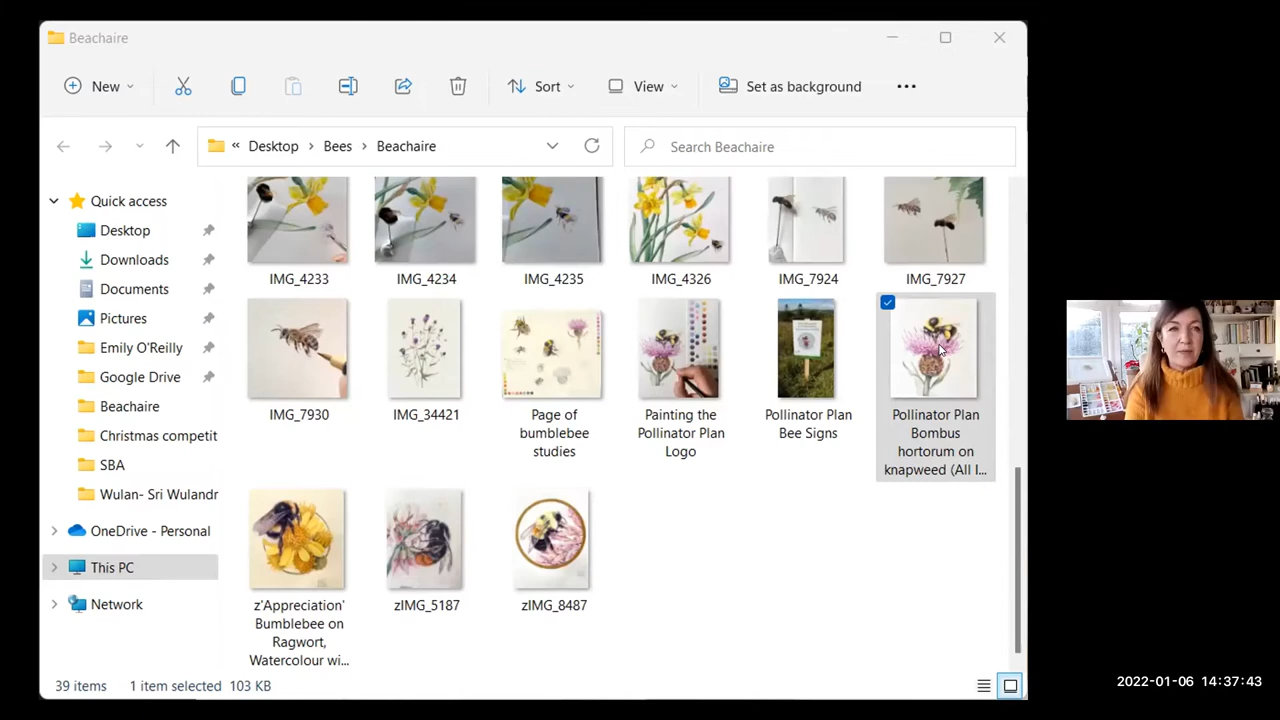 Beachaire
New
Sort
View
Set as background
« Desktop > Bees > Beachaire
Search Beachaire
Quick access
Desktop
Downloads
Documents
Pictures
Emily O'Reilly
Google Drive
Beachaire
Christmas competit
SBA
Wulan- Sri Wulandr
OneDrive - Personal
This PC
Network
IMG_4233
IMG_4234
IMG_4235
IMG_4326
IMG_7924
IMG_7927
IMG_7930
IMG_34421
Page of
bumblebee
studies
Painting the
Pollinator Plan
Logo
Pollinator Plan
Bee Signs
Pollinator Plan
Bombus
hortorum on
knapweed (All I...
z'Appreciation'
Bumblebee on
Ragwort,
Watercolour wi...
zIMG_5187
zIMG_8487
39 items
1 item selected 103 KB
2022-01-06 14:37:43